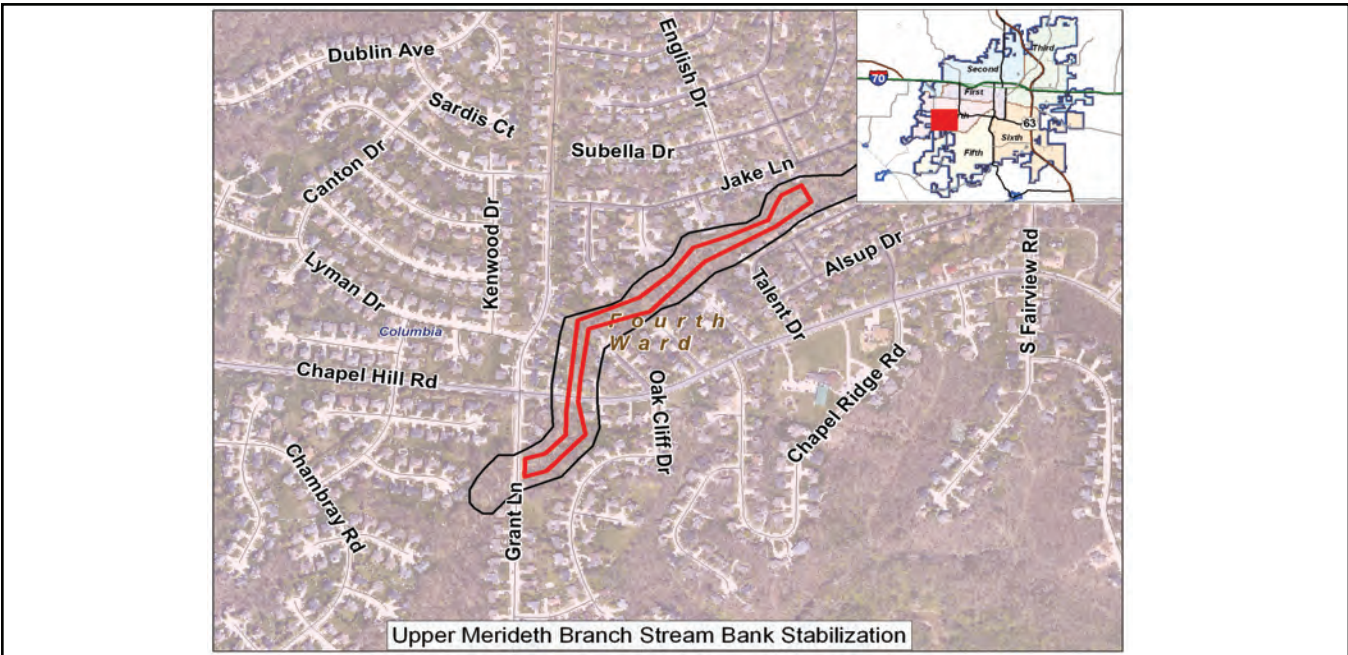 Dublin Ave
English Dr
Sardis Ct
Subella Dr
Canton Dr
Jake Ln
Kenwood Dr
Lyman Dr
Columbia
Alsup Dr
Talent Dr
S Fairview Rd
Fourth
Ward
Chapel Hill Rd
Oak Cliff Dr
Chapel Ridge Rd
Chambray Rd
Grant Ln
Upper Merideth Branch Stream Bank Stabilization
70
Second
Third
First
63
Sixth
Fifth